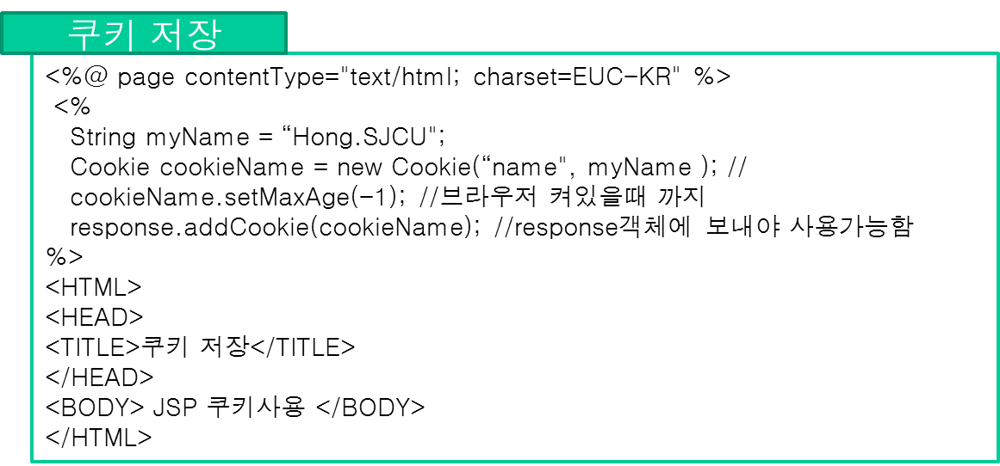 쿠키 저장
<%@ page contentType="text/html; charset=EUC-KR" %>
<%
String myName = “Hong.SJCU";
Cookie cookieName = new Cookie(“name", myName ); //
cookieName.setMaxAge(-1); //브라우저 켜있을때 까지
response.addCookie(cookieName); //response객체에 보내야 사용가능함
%>
<HTML>
<HEAD>
<TITLE>쿠키 저장</TITLE>
</HEAD>
<BODY> JSP 쿠키사용 </BODY>
</HTML>